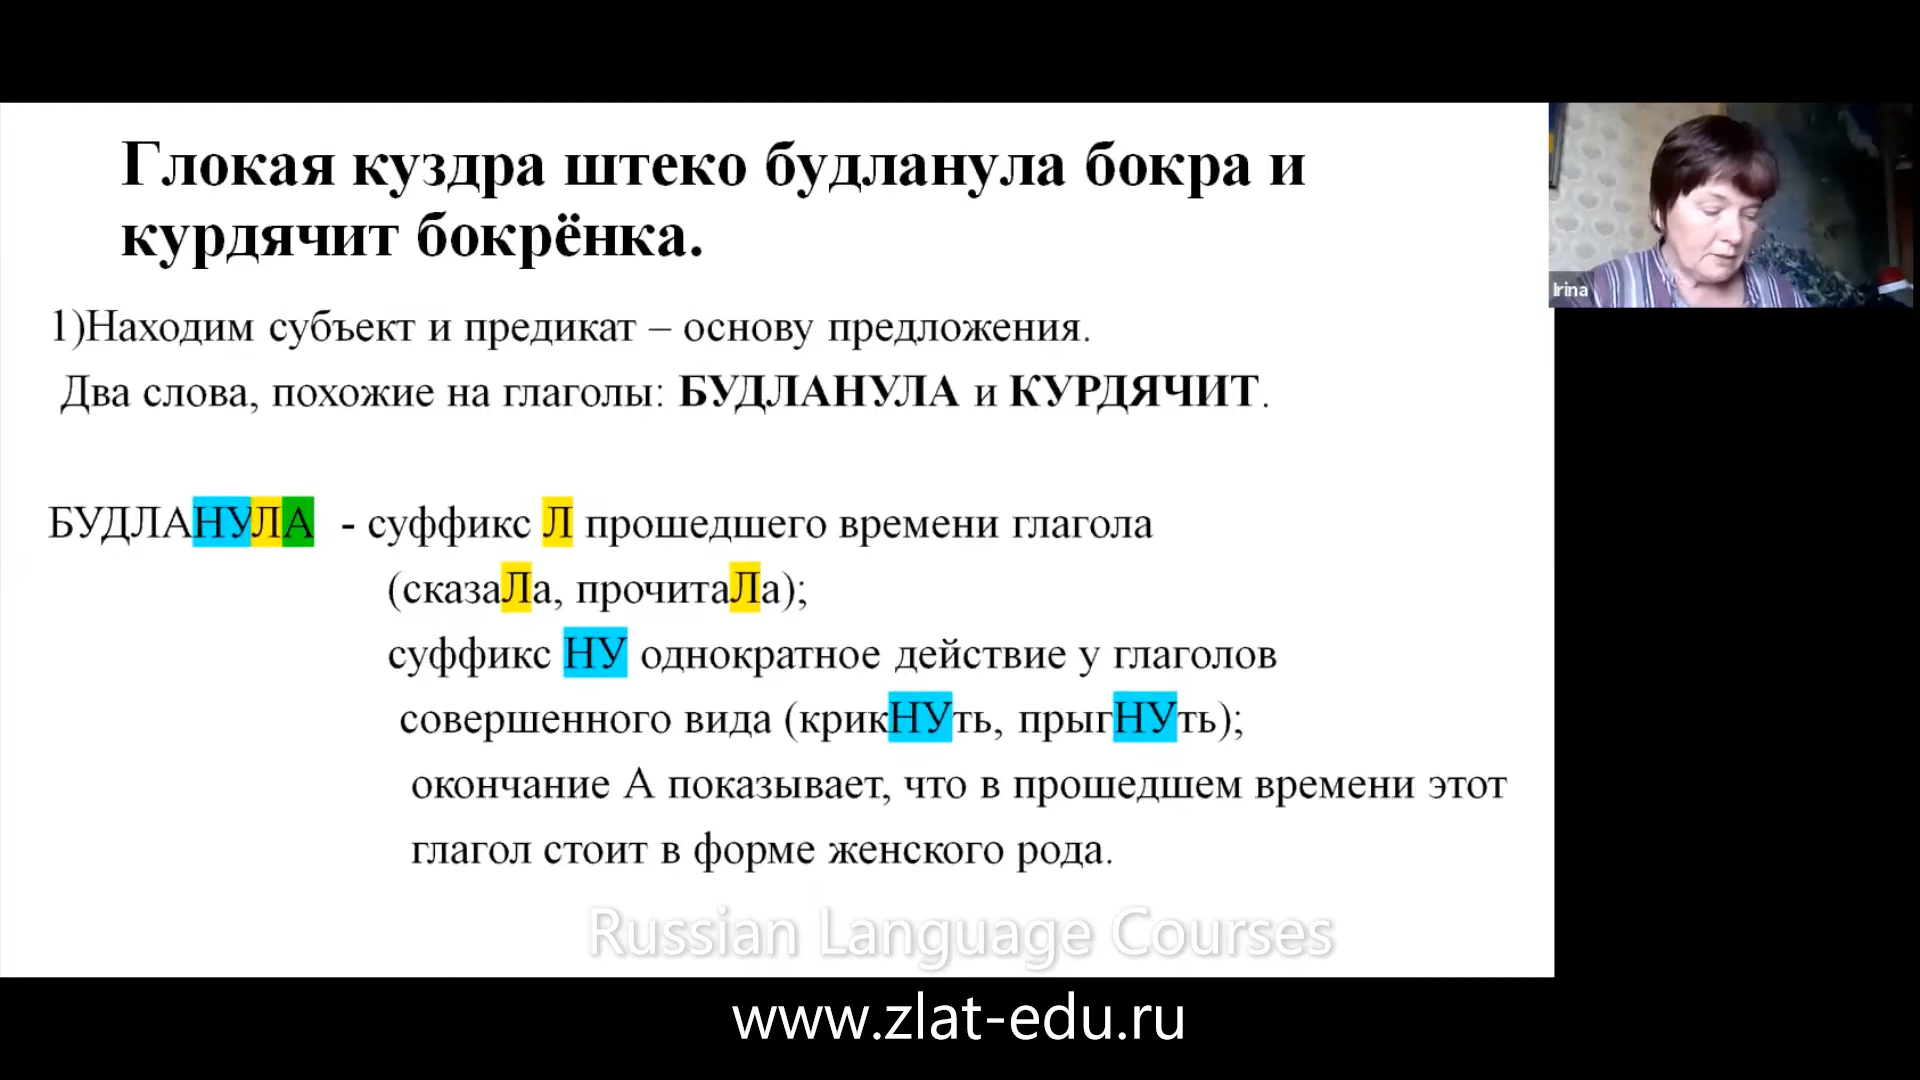 Глокая куздра штеко будланула бокра и
курдячит бокрёнка.
1)Находим субъект и предикат – основу предложения.
Два слова, похожие на глаголы: БУДЛАНУЛА и КУРДЯЧИТ.
БУДЛАНУЛА - суффикс Л прошедшего времени глагола
(сказаЛа, прочитаЛа);
суффикс НУ однократное действие у глаголов
совершенного вида (крикНУть, прыгНУть);
окончание А показывает, что в прошедшем времени этот
глагол стоит в форме женского рода.
Irina
Russian Language Courses
www.zlat-edu.ru